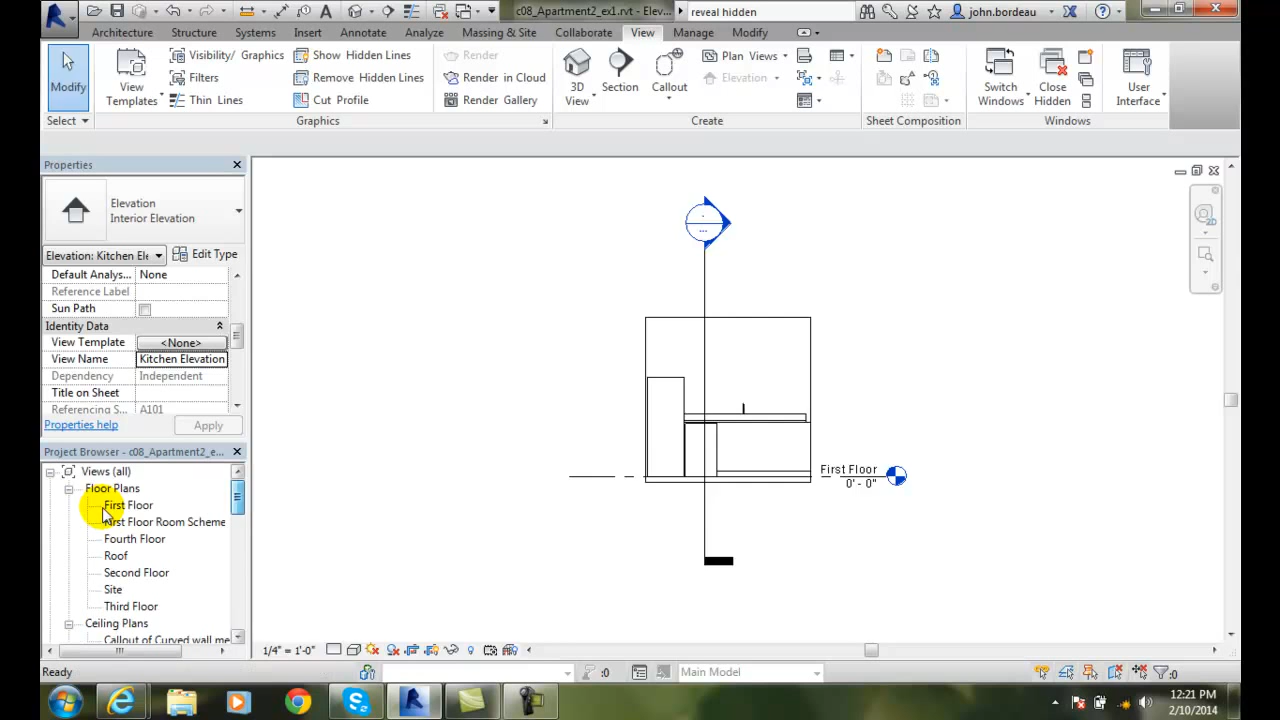 c08_Apartment2_ex1.rvt - Elev...
reveal hidden
john.bordeau
Architecture
Structure
Systems
Insert
Annotate
Analyze
Massing & Site
Collaborate
View
Manage
Modify
Modify
Select
View
Templates
Visibility/ Graphics
Filters
Thin Lines
Show Hidden Lines
Remove Hidden Lines
Cut Profile
Graphics
Render
Render in Cloud
Render Gallery
3D
View
Section
Callout
Plan Views
Elevation
Create
Sheet Composition
Switch
Windows
Close
Hidden
User
Interface
Windows
Properties
Elevation
Interior Elevation
Elevation: Kitchen Ele
Edit Type
Default Analys... None
Reference Label
Sun Path
Identity Data
View Template <None>
View Name Kitchen Elevation
Dependency Independent
Title on Sheet
Referencing S... A101
Properties help
Apply
Project Browser - c08_Apartment2_e...
Views (all)
Floor Plans
First Floor
First Floor Room Scheme
Fourth Floor
Roof
Second Floor
Site
Third Floor
Ceiling Plans
Callout of Curved wall me
First Floor
0' - 0"
2D
1/4" = 1'-0"
Ready
:0
Main Model
:0
12:21 PM
2/10/2014